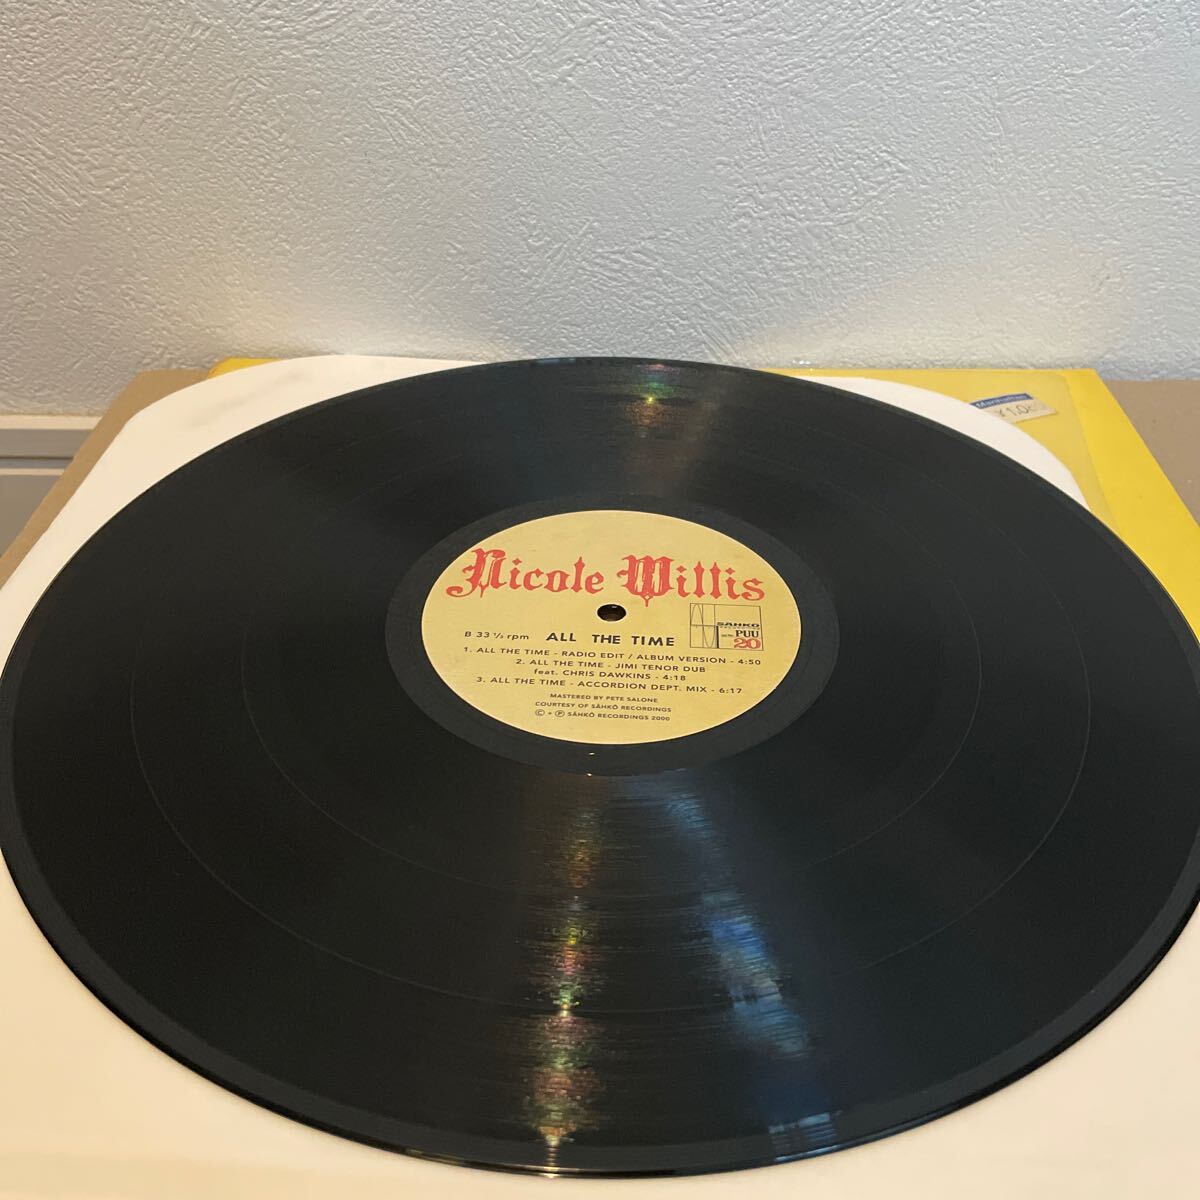 Manhattan
Nicole Willis
B 33 ⅓ rpm ALL THE TIME
SÄHKÖ
PUU
20
1. ALL THE TIME - RADIO EDIT / ALBUM VERSION - 4:50
2. ALL THE TIME - JIMI TENOR DUB
feat. CHRIS DAWKINS - 4:18
3. ALL THE TIME - ACCORDION DEPT. MIX - 6:17
MASTERED BY PETE SALONE
COURTESY OF SÄHKÖ RECORDINGS
© + ℗ SÄHKÖ RECORDINGS 2000